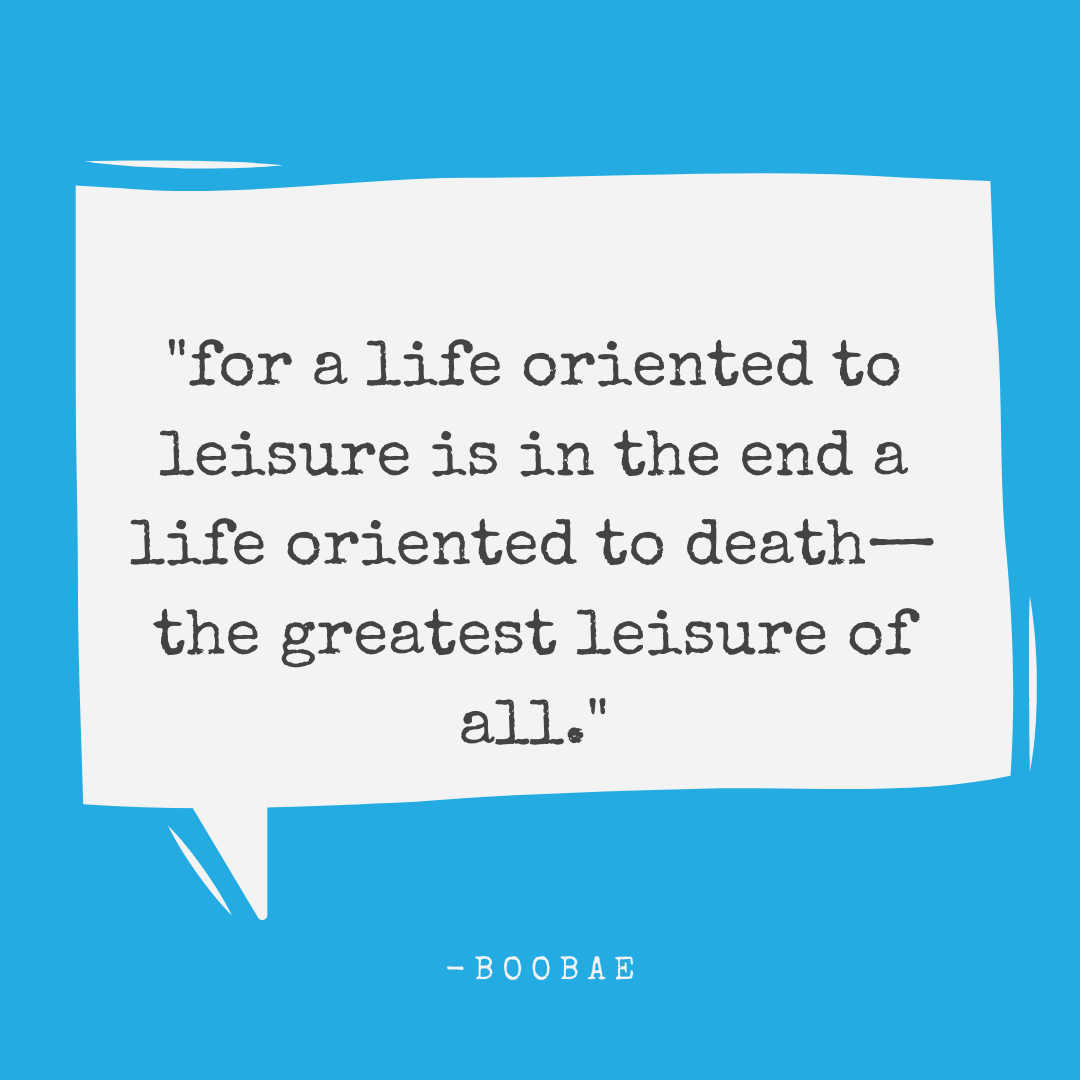 "for a life oriented to
leisure is in the end a
life oriented to death—
the greatest leisure of
all."
-BOOBAE